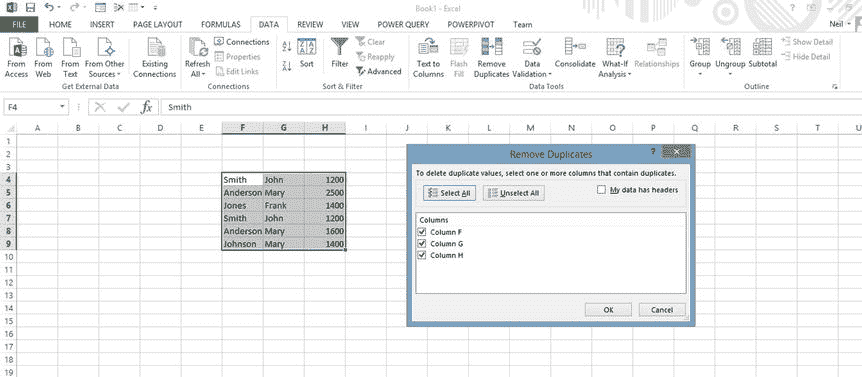 Book1 - Excel
FILE HOME INSERT PAGE LAYOUT FORMULAS DATA REVIEW VIEW POWER QUERY POWERPIVOT Team Neil
From Access
From Web
From Text
From Other Sources
Existing Connections
Get External Data
Refresh All
Connections
Properties
Edit Links
Connections
Sort
Filter
Clear
Reapply
Advanced
Sort & Filter
Text to Columns
Flash Fill
Remove Duplicates
Data Validation
Consolidate
What-If Analysis
Relationships
Data Tools
Group
Ungroup
Subtotal
Show Detail
Hide Detail
Outline
F4 fx Smith
A B C D E F G H I J K L M N O P Q R S T U
1
2
3
4 Smith John 1200
5 Anderson Mary 2500
6 Jones Frank 1400
7 Smith John 1200
8 Anderson Mary 1600
9 Johnson Mary 1400
10
11
12
13
14
15
16
17
18
19
Remove Duplicates ? x
To delete duplicate values, select one or more columns that contain duplicates.
Select All Unselect All My data has headers
Columns
Column F
Column G
Column H
OK Cancel